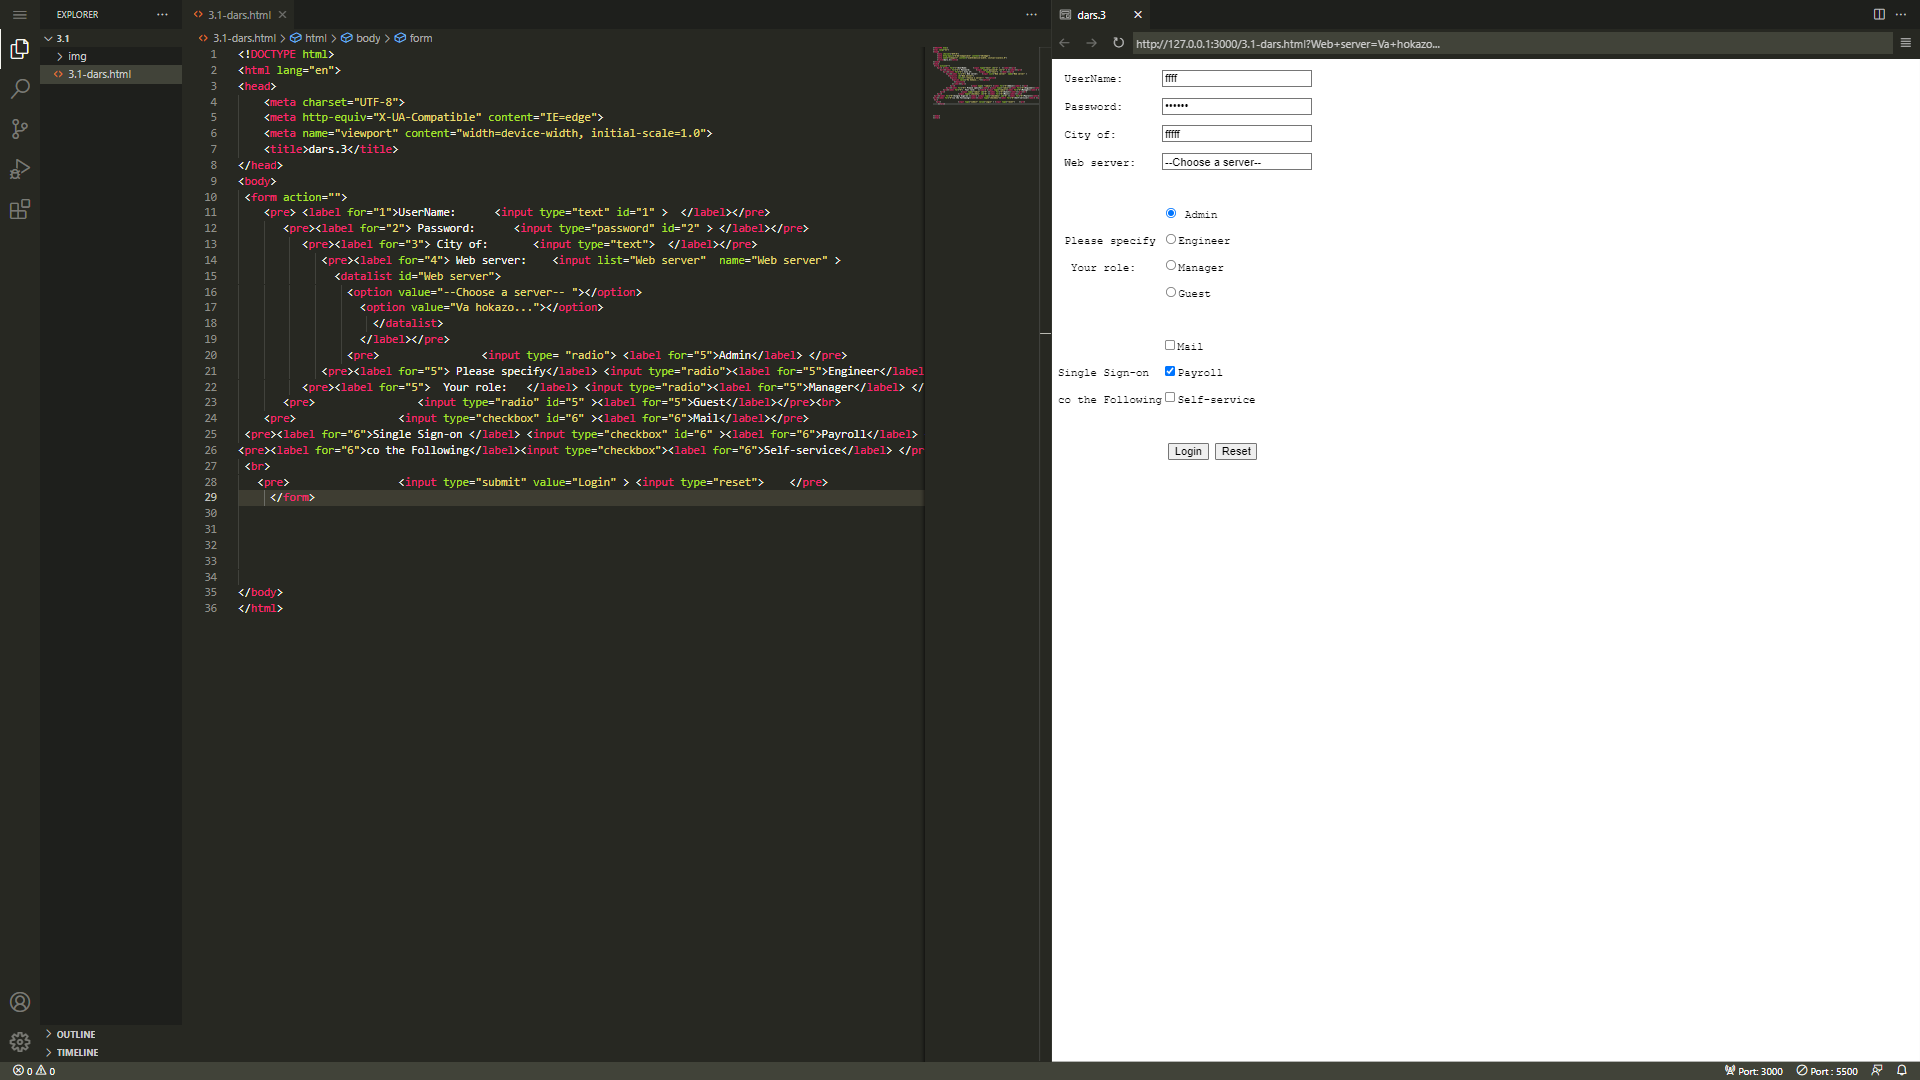 EXPLORER
3.1
img
3.1-dars.html
OUTLINE
TIMELINE
3.1-dars.html
3.1-dars.html > html > body > form
1 <!DOCTYPE html>
2 <html lang="en">
3 <head>
4 <meta charset="UTF-8">
5 <meta http-equiv="X-UA-Compatible" content="IE=edge">
6 <meta name="viewport" content="width=device-width, initial-scale=1.0">
7 <title>dars.3</title>
8 </head>
9 <body>
10 <form action="">
11 <pre> <label for="1">UserName: <input type="text" id="1" > </label></pre>
12 <pre><label for="2"> Password: <input type="password" id="2" > </label></pre>
13 <pre><label for="3"> City of: <input type="text"> </label></pre>
14 <pre><label for="4"> Web server: <input list="Web server" name="Web server" >
15 <datalist id="Web server">
16 <option value="--Choose a server-- "></option>
17 <option value="Va hokazo..."></option>
18 </datalist>
19 </label></pre>
20 <pre> <input type= "radio"> <label for="5">Admin</label> </pre>
21 <pre><label for="5"> Please specify</label> <input type="radio"><label for="5">Engineer</label
22 <pre><label for="5"> Your role: </label> <input type="radio"><label for="5">Manager</label> </
23 <pre> <input type="radio" id="5" ><label for="5">Guest</label></pre><br>
24 <pre> <input type="checkbox" id="6" ><label for="6">Mail</label></pre>
25 <pre><label for="6">Single Sign-on </label> <input type="checkbox" id="6" ><label for="6">Payroll</label>
26 <pre><label for="6">co the Following</label><input type="checkbox"><label for="6">Self-service</label> </pr
27 <br>
28 <pre> <input type="submit" value="Login" > <input type="reset"> </pre>
29 </form>
30
31
32
33
34
35 </body>
36 </html>
dars.3
http://127.0.0.1:3000/3.1-dars.html?Web+server=Va+hokazo...
UserName: ffff
Password: ••••••
City of: fffff
Web server: --Choose a server--
Admin
Please specify Engineer
Your role: Manager
Guest
Mail
Single Sign-on Payroll
co the Following Self-service
Login Reset
0 0
Port: 3000 Port : 5500